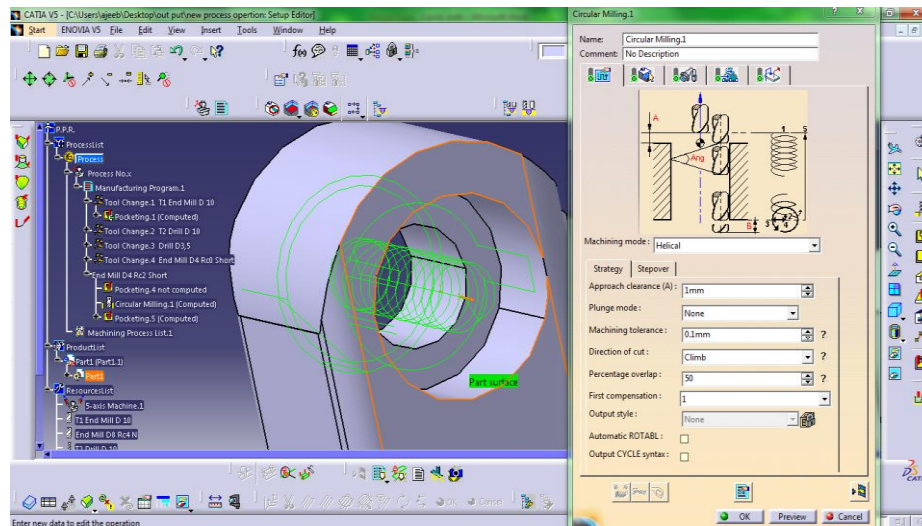 CATIA V5 - [C:\Users\ajeeb\Desktop\out put\new process opertion: Setup Editor]
Start ENOVIA V5 File Edit View Insert Tools Window Help
P.P.R.
ProcessList
Process
Process No.x
Manufacturing Program.1
Tool Change.1 T1 End Mill D 10
Pocketing.1 (Computed)
Tool Change.2 T2 Drill D 10
Tool Change.3 Drill D3,5
Tool Change.4 End Mill D4 Rc0 Short
End Mill D4 Rc2 Short
Pocketing.4 not computed
Circular Milling.1 (Computed)
Pocketing.5 (Computed)
Machining Process List.1
ProductList
Part1 (Part1.1)
Part1
ResourcesList
5-axis Machine.1
T1 End Mill D 10
End Mill D8 Rc4 N
T2 Drill D 10
Part surface
Enter new data to edit the operation
Circular Milling.1
Name: Circular Milling.1
Comment: No Description
A
Ang
B
1
5
Machining mode: Helical
Strategy Stepover
Approach clearance (A) : 1mm
Plunge mode : None
Machining tolerance : 0.1mm ?
Direction of cut : Climb ?
Percentage overlap : 50 ?
First compensation : 1
Output style : None
Automatic ROTABL :
Output CYCLE syntax :
OK Preview Cancel